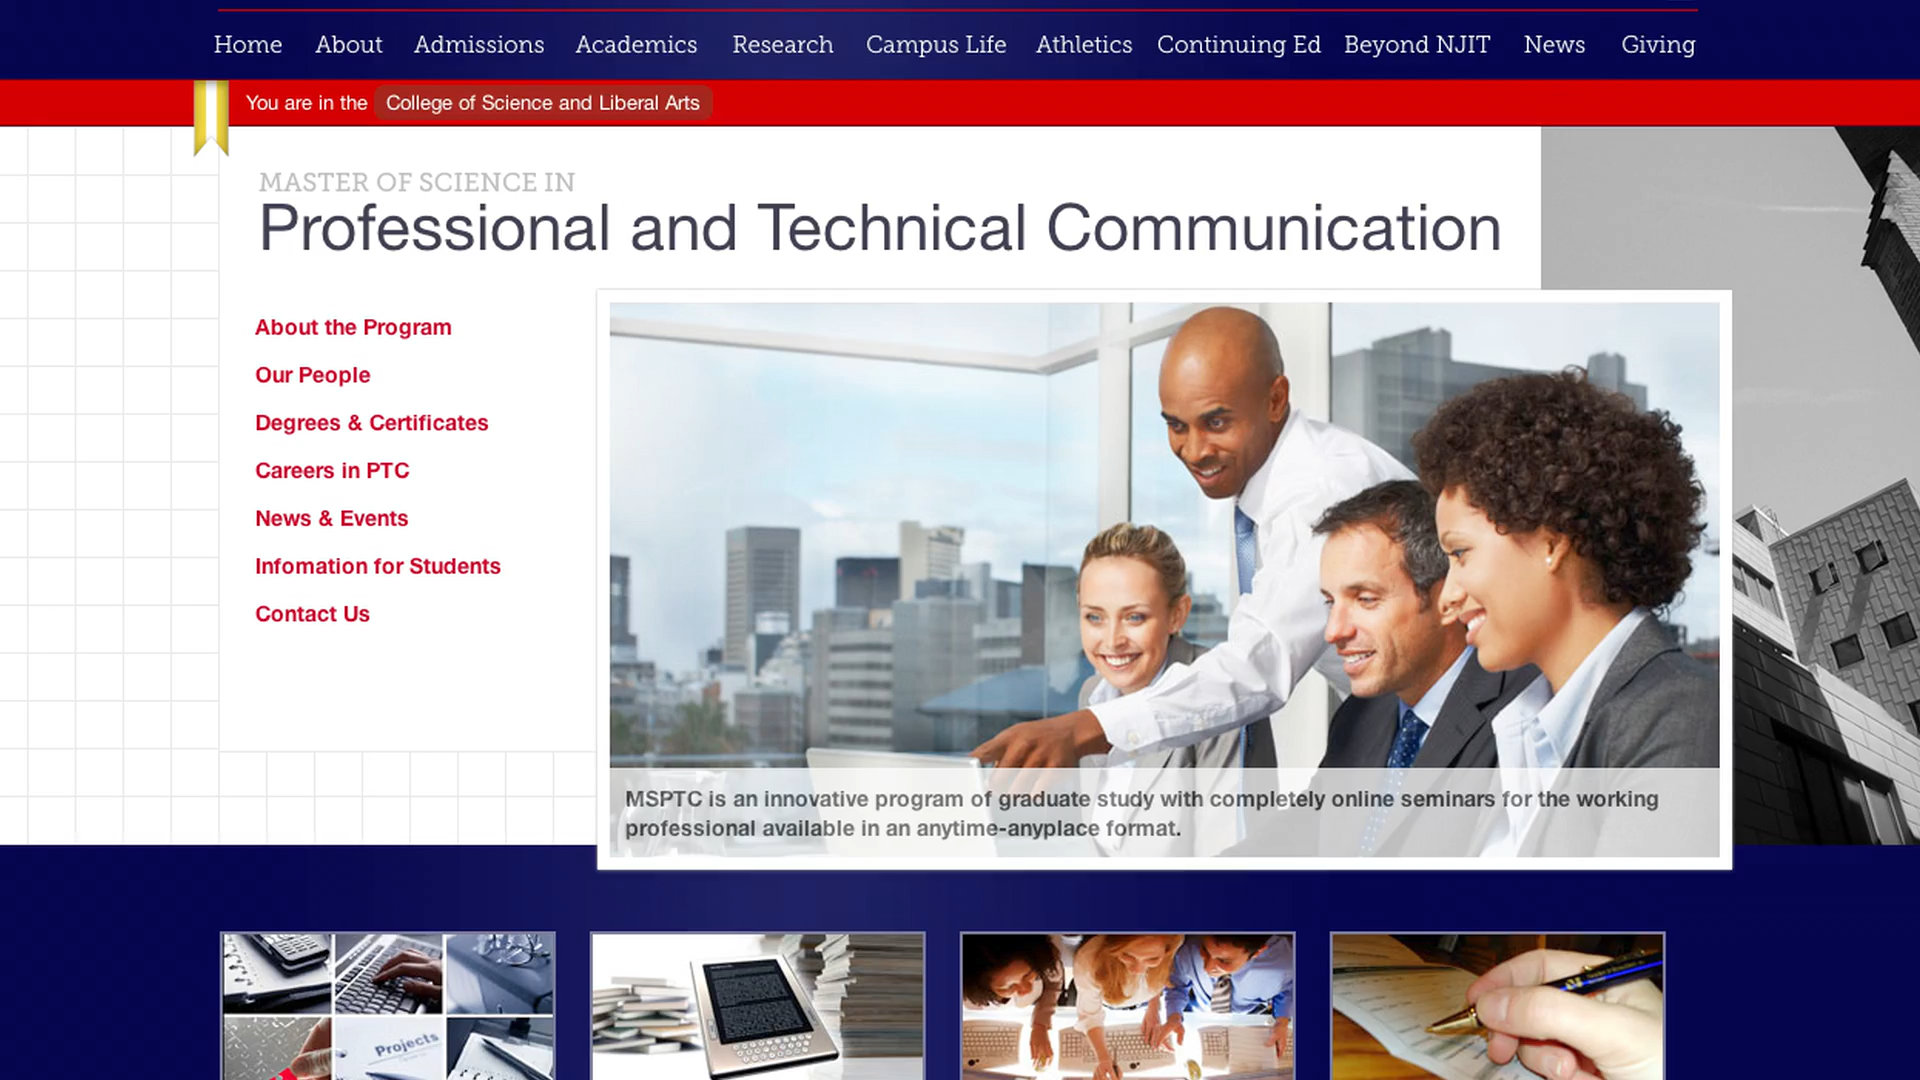 Home About Admissions Academics Research Campus Life Athletics Continuing Ed Beyond NJIT News Giving
You are in the College of Science and Liberal Arts
MASTER OF SCIENCE IN
Professional and Technical Communication
About the Program
Our People
Degrees & Certificates
Careers in PTC
News & Events
Infomation for Students
Contact Us
MSPTC is an innovative program of graduate study with completely online seminars for the working
professional available in an anytime-anyplace format.
Projects